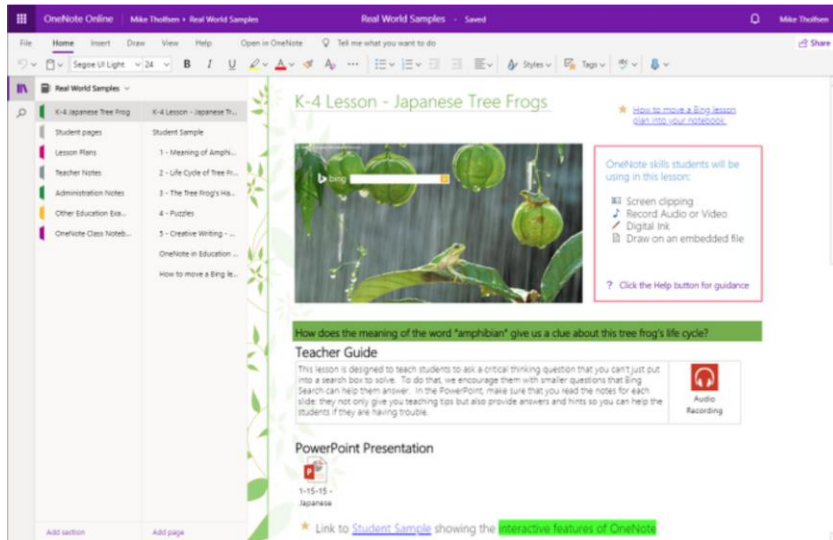 OneNote Online
Mike Tholfsen › Real World Samples
Real World Samples - Saved
Mike Tholfsen
File Home Insert Draw View Help Open in OneNote Tell me what you want to do
Share
Segoe UI Light 24 B I U A Styles Tags
Real World Samples
K-4 Japanese Tree Frog
Student pages
Lesson Plans
Teacher Notes
Administration Notes
Other Education Exa...
OneNote Class Noteb...
Add section
K-4 Lesson - Japanese Tr...
Student Sample
1 - Meaning of Amphi...
2 - Life Cycle of Tree Fr...
3 - The Tree Frog's Ha...
4 - Puzzles
5 - Creative Writing - ...
OneNote in Education ...
How to move a Bing le...
Add page
K-4 Lesson - Japanese Tree Frogs
How to move a Bing lesson
plan into your notebook.
bing
OneNote skills students will be
using in this lesson:
Screen clipping
Record Audio or Video
Digital Ink
Draw on an embedded file
? Click the Help button for guidance
How does the meaning of the word "amphibian" give us a clue about this tree frog's life cycle?
Teacher Guide
This lesson is designed to teach students to ask a critical thinking question that you can't just put
into a search box to solve. To do that, we encourage them with smaller questions that Bing
Search can help them answer. In the PowerPoint, make sure that you read the notes for each
slide: they not only give you teaching tips but also provide answers and hints so you can help the
students if they are having trouble.
Audio
Recording
PowerPoint Presentation
1-15-15 -
Japanese
Link to Student Sample showing the interactive features of OneNote